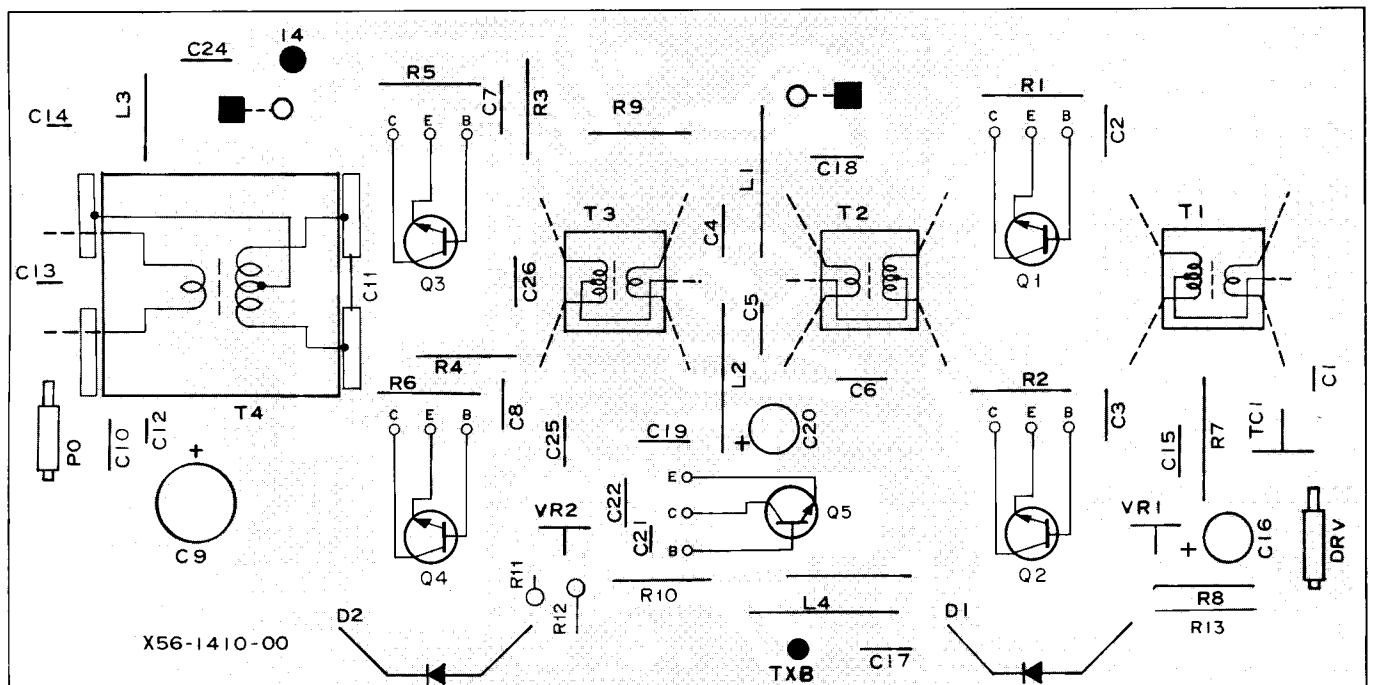 C24
14
R5
C7
R3
R9
R1
C2
L3
C14
C E B
C E B
L1
C18
T3
C4
T2
T1
Q3
Q1
C13
C11
C26
C5
R4
L2
R6
C8
C6
R2
C3
C1
T4
C E B
C E B
PO
C10
C12
+
C25
C19
+
C20
C15
R7
TC1
E
C
B
C22
C21
Q5
VR2
VR1
+
C16
DRV
C9
Q4
Q2
R11
R12
R10
L4
R8
R13
D2
D1
X56-1410-00
TXB
C17